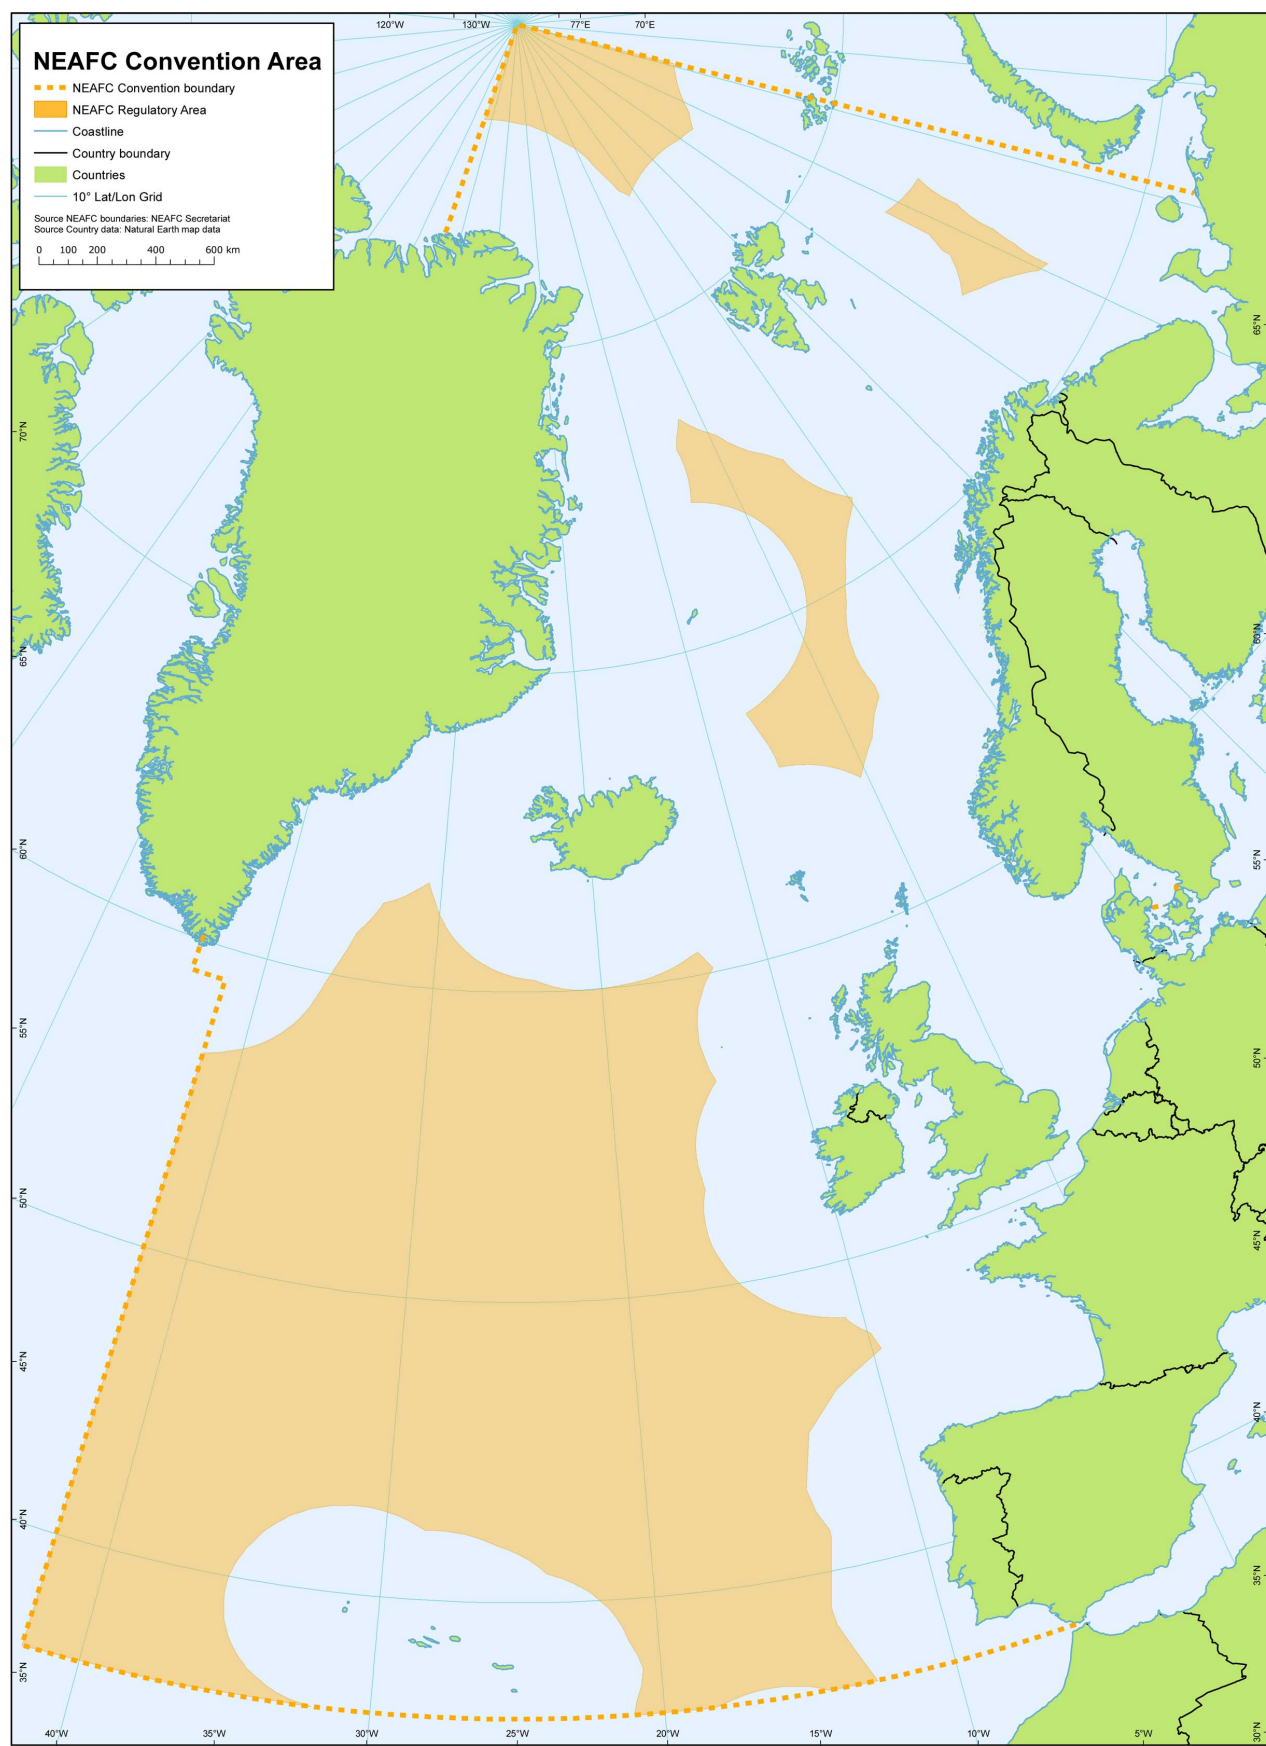 120°W 130°W 77°E 70°E
NEAFC Convention Area
NEAFC Convention boundary
NEAFC Regulatory Area
Coastline
Country boundary
Countries
10° Lat/Lon Grid
Source NEAFC boundaries: NEAFC Secretariat
Source Country data: Natural Earth map data
0 100 200 400 600 km
70°N
65°N
60°N
55°N
50°N
45°N
40°N
35°N
65°N
60°N
55°N
50°N
45°N
40°N
35°N
30°N
40°W 35°W 30°W 25°W 20°W 15°W 10°W 5°W